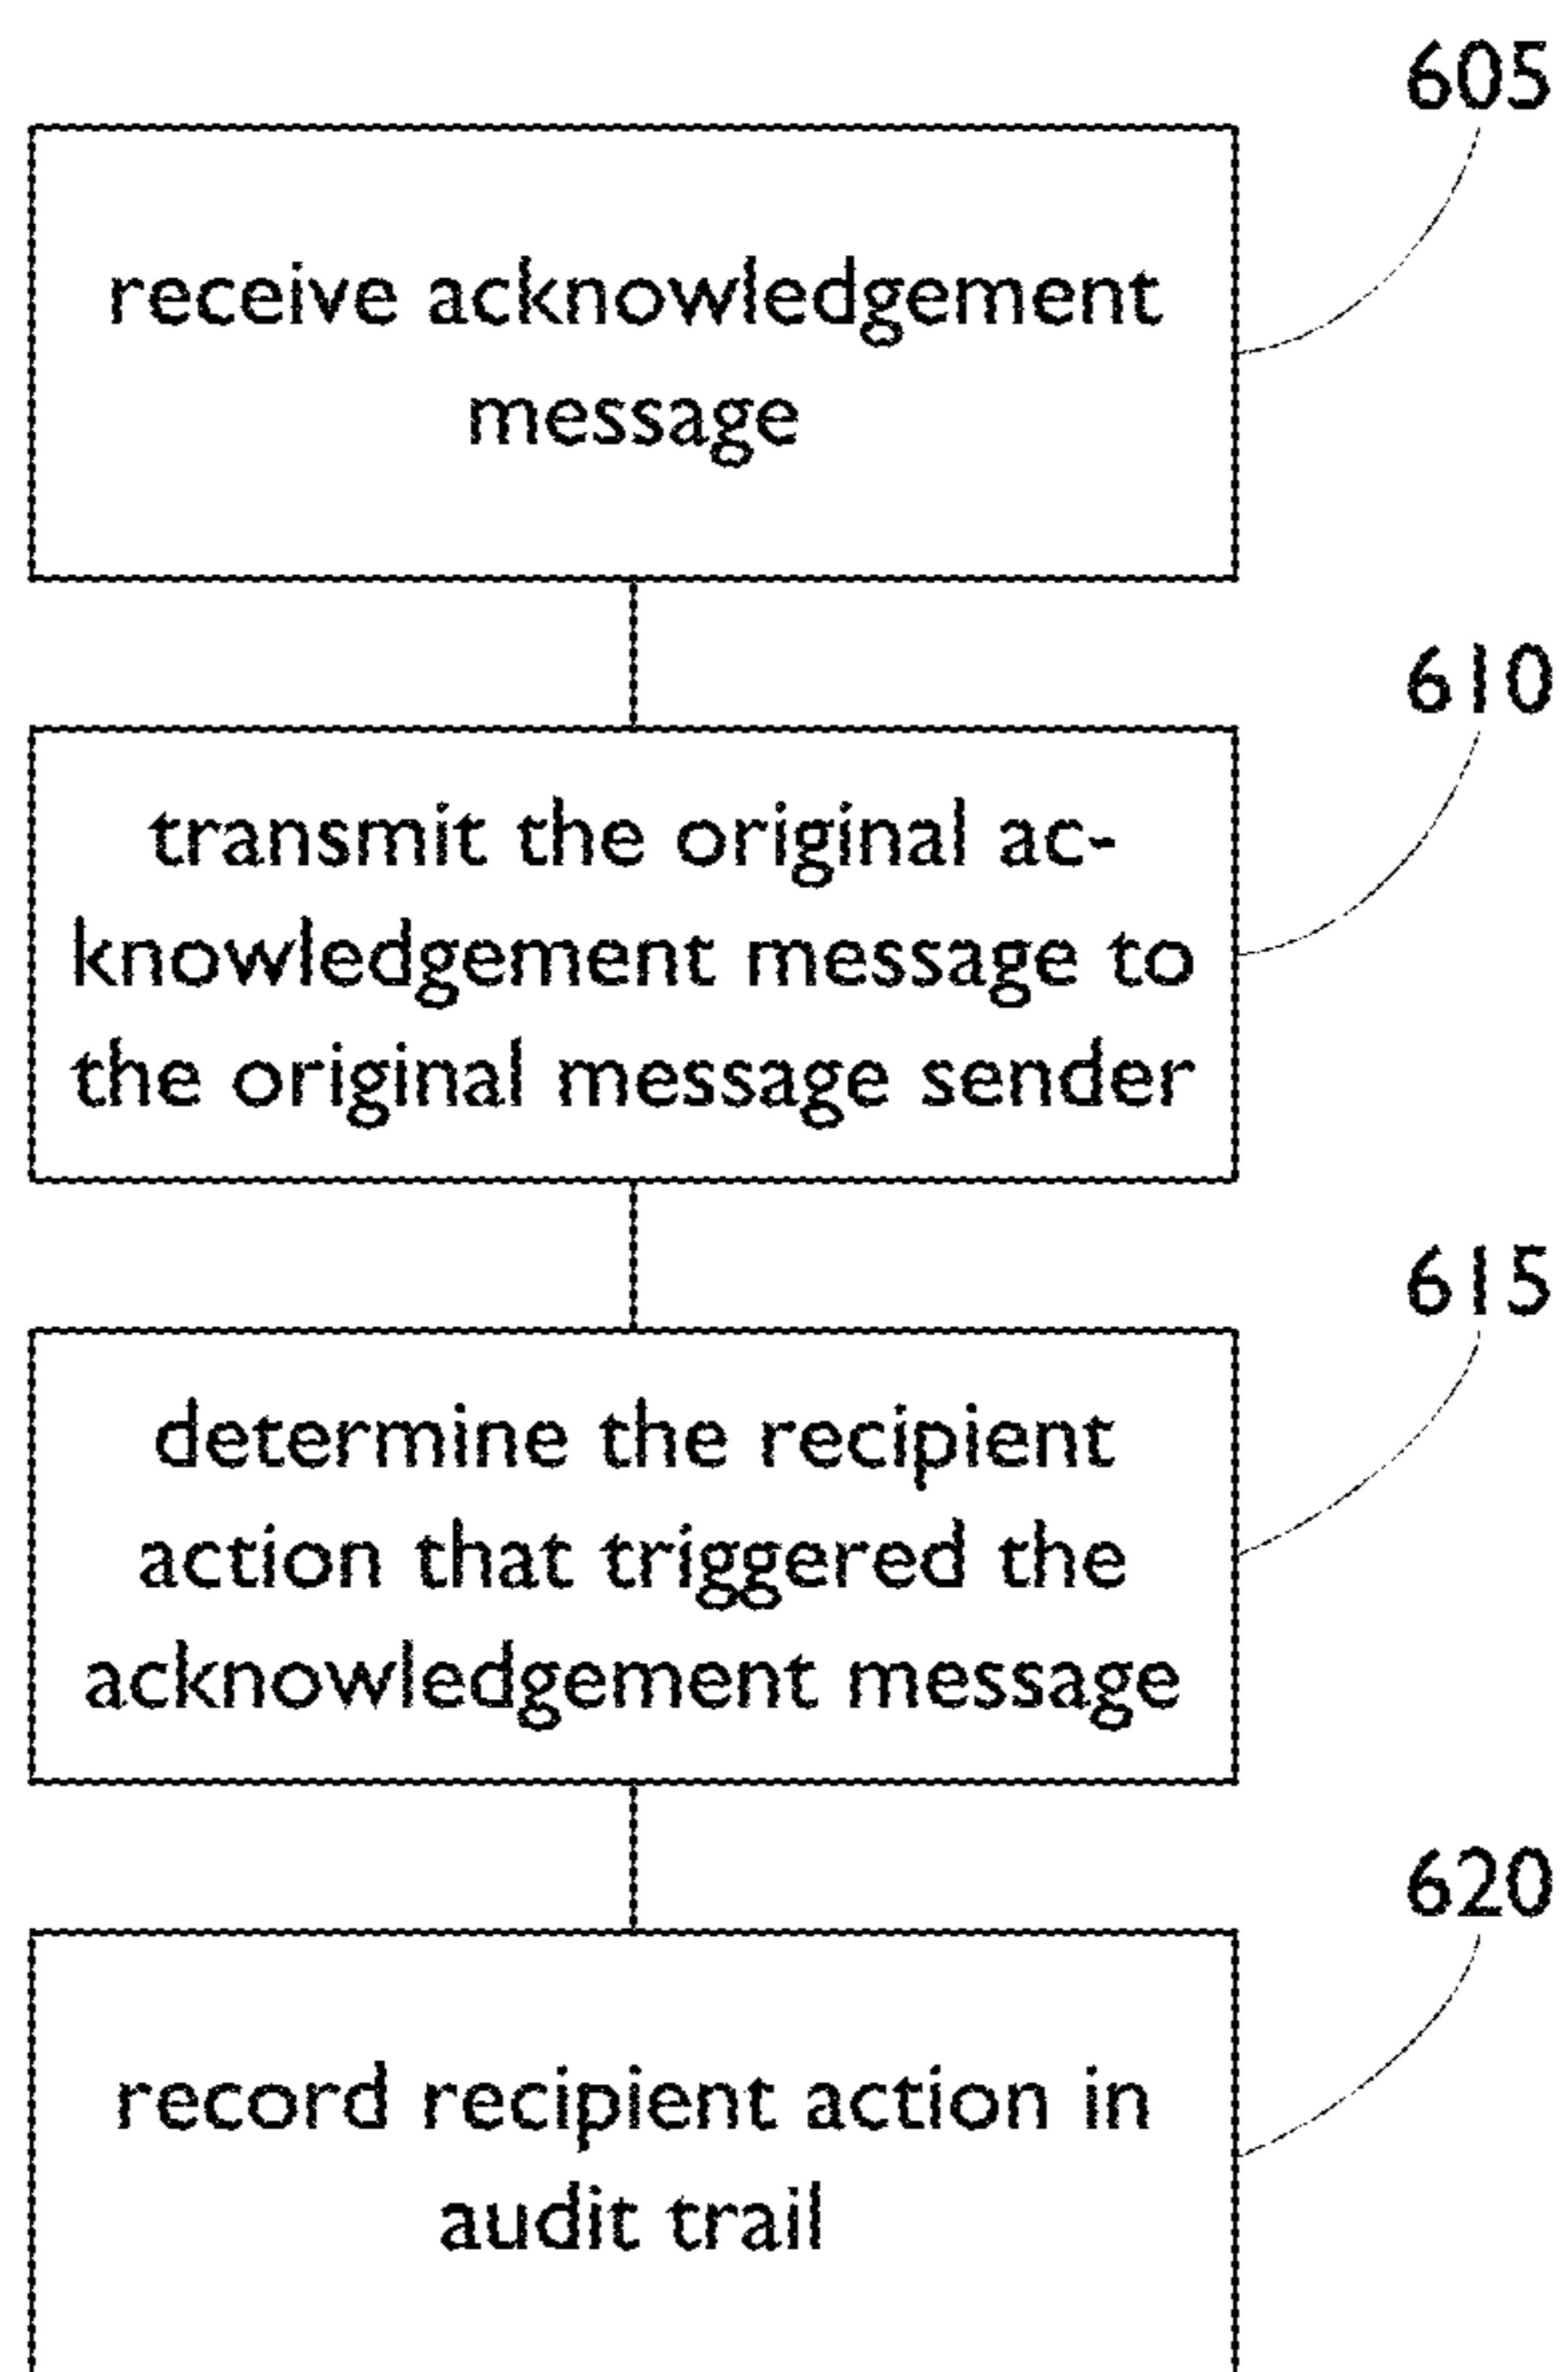 605
receive acknowledgement
message
610
transmit the original ac-
knowledgement message to
the original message sender
615
determine the recipient
action that triggered the
acknowledgement message
620
record recipient action in
audit trail